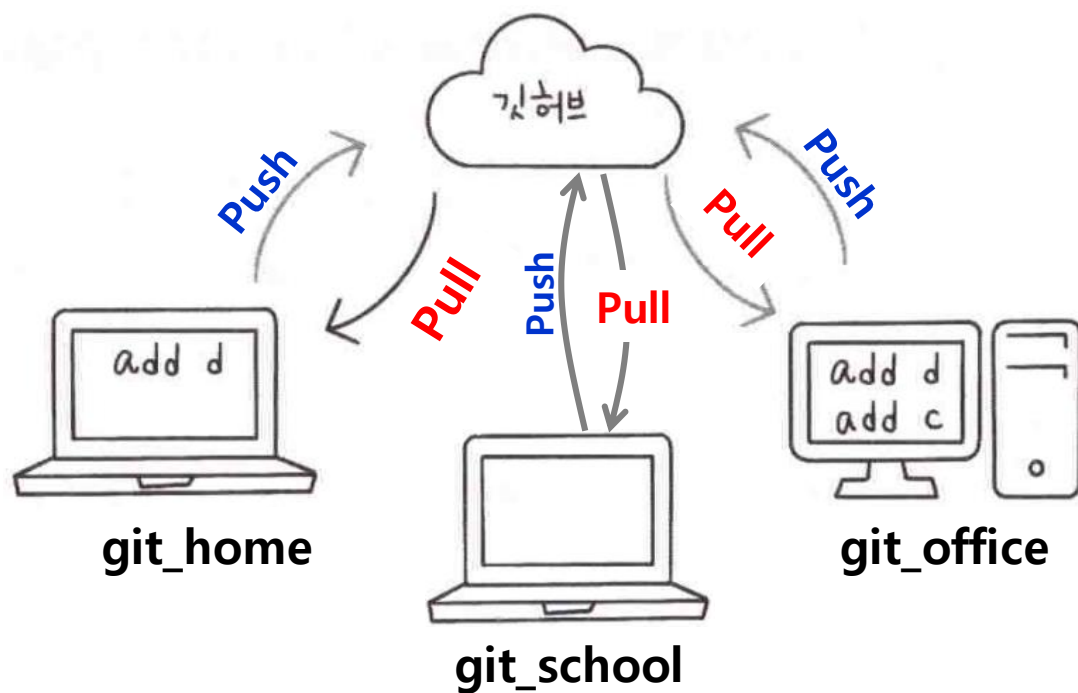 깃허브
Push
Pull
Push
Pull
Pull
Push
add d
add d
add c
git_home
git_office
git_school